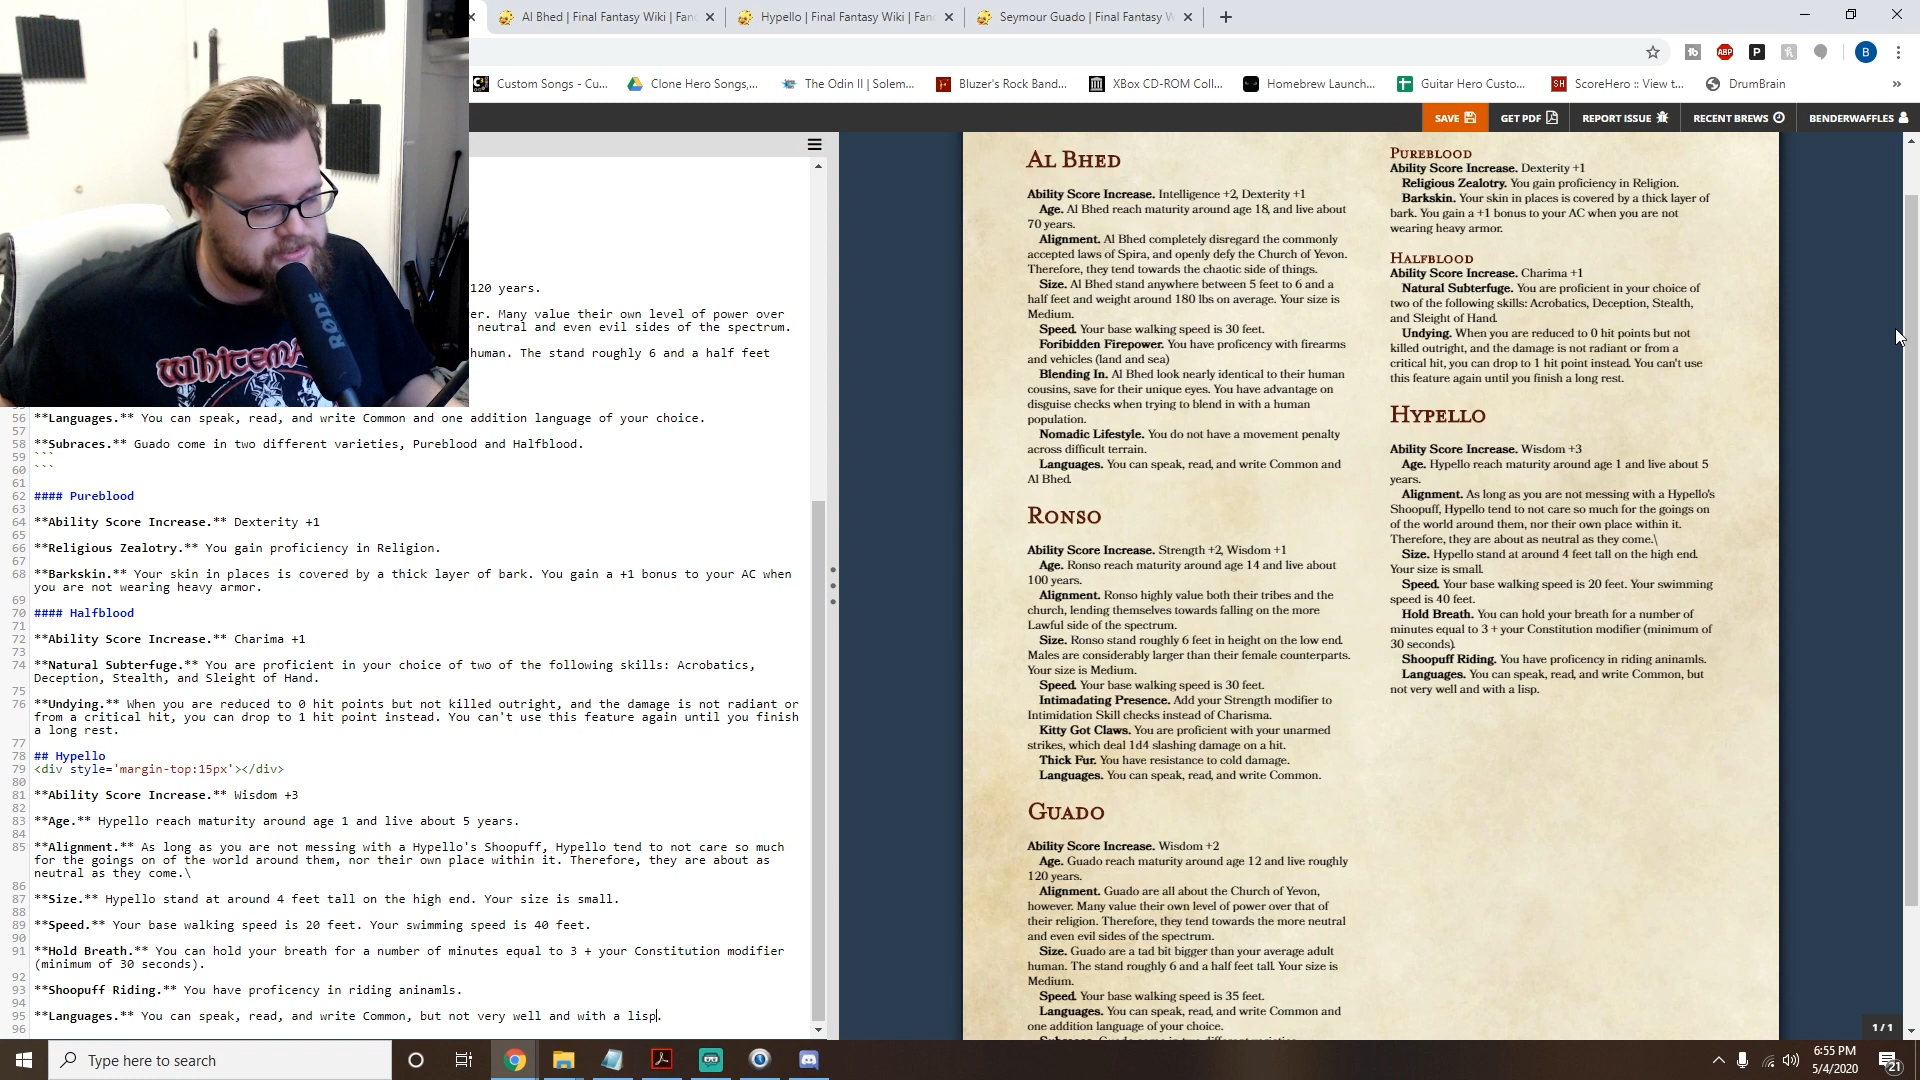 Al Bhed | Final Fantasy Wiki | Fand
Hypello | Final Fantasy Wiki | Fand
Seymour Guado | Final Fantasy W
Custom Songs - Cu...
Clone Hero Songs,...
The Odin II | Solem...
Bluzer's Rock Band...
XBox CD-ROM Coll...
Homebrew Launch...
Guitar Hero Custo...
ScoreHero :: View t...
DrumBrain
SAVE
GET PDF
REPORT ISSUE
RECENT BREWS
BENDERWAFFLES
RØDE
120 years.
er. Many value their own level of power over
neutral and even evil sides of the spectrum.
human. The stand roughly 6 and a half feet
56 **Languages.** You can speak, read, and write Common and one addition language of your choice.
57
58 **Subraces.** Guado come in two different varieties, Pureblood and Halfblood.
59 ```
60 ```
61
62 #### Pureblood
63
64 **Ability Score Increase.** Dexterity +1
65
66 **Religious Zealotry.** You gain proficiency in Religion.
67
68 **Barkskin.** Your skin in places is covered by a thick layer of bark. You gain a +1 bonus to your AC when
you are not wearing heavy armor.
69
70 #### Halfblood
71
72 **Ability Score Increase.** Charima +1
73
74 **Natural Subterfuge.** You are proficient in your choice of two of the following skills: Acrobatics,
Deception, Stealth, and Sleight of Hand.
75
76 **Undying.** When you are reduced to 0 hit points but not killed outright, and the damage is not radiant or
from a critical hit, you can drop to 1 hit point instead. You can't use this feature again until you finish
a long rest.
77
78 ## Hypello
79 <div style='margin-top:15px'></div>
80
81 **Ability Score Increase.** Wisdom +3
82
83 **Age.** Hypello reach maturity around age 1 and live about 5 years.
84
85 **Alignment.** As long as you are not messing with a Hypello's Shoopuff, Hypello tend to not care so much
for the goings on of the world around them, nor their own place within it. Therefore, they are about as
neutral as they come.\
86
87 **Size.** Hypello stand at around 4 feet tall on the high end. Your size is small.
88
89 **Speed.** Your base walking speed is 20 feet. Your swimming speed is 40 feet.
90
91 **Hold Breath.** You can hold your breath for a number of minutes equal to 3 + your Constitution modifier
(minimum of 30 seconds).
92
93 **Shoopuff Riding.** You have proficency in riding aninamls.
94
95 **Languages.** You can speak, read, and write Common, but not very well and with a lisp.
96
AL BHED
Ability Score Increase. Intelligence +2, Dexterity +1
Age. Al Bhed reach maturity around age 18, and live about
70 years.
Alignment. Al Bhed completely disregard the commonly
accepted laws of Spira, and openly defy the Church of Yevon.
Therefore, they tend towards the chaotic side of things.
Size. Al Bhed stand anywhere between 5 feet to 6 and a
half feet and weight around 180 lbs on average. Your size is
Medium.
Speed. Your base walking speed is 30 feet.
Foribidden Firepower. You have proficency with firearms
and vehicles (land and sea)
Blending In. Al Bhed look nearly identical to their human
cousins, save for their unique eyes. You have advantage on
disguise checks when trying to blend in with a human
population.
Nomadic Lifestyle. You do not have a movement penalty
across difficult terrain.
Languages. You can speak, read, and write Common and
Al Bhed.
RONSO
Ability Score Increase. Strength +2, Wisdom +1
Age. Ronso reach maturity around age 14 and live about
100 years.
Alignment. Ronso highly value both their tribes and the
church, lending themselves towards falling on the more
Lawful side of the spectrum.
Size. Ronso stand roughly 6 feet in height on the low end.
Males are considerably larger than their female counterparts.
Your size is Medium.
Speed. Your base walking speed is 30 feet.
Intimadating Presence. Add your Strength modifier to
Intimidation Skill checks instead of Charisma.
Kitty Got Claws. You are proficient with your unarmed
strikes, which deal 1d4 slashing damage on a hit.
Thick Fur. You have resistance to cold damage.
Languages. You can speak, read, and write Common.
GUADO
Ability Score Increase. Wisdom +2
Age. Guado reach maturity around age 12 and live roughly
120 years.
Alignment. Guado are all about the Church of Yevon,
however. Many value their own level of power over that of
their religion. Therefore, they tend towards the more neutral
and even evil sides of the spectrum.
Size. Guado are a tad bit bigger than your average adult
human. The stand roughly 6 and a half feet tall. Your size is
Medium.
Speed. Your base walking speed is 35 feet.
Languages. You can speak, read, and write Common and
one addition language of your choice.
PUREBLOOD
Ability Score Increase. Dexterity +1
Religious Zealotry. You gain proficiency in Religion.
Barkskin. Your skin in places is covered by a thick layer of
bark. You gain a +1 bonus to your AC when you are not
wearing heavy armor.
HALFBLOOD
Ability Score Increase. Charima +1
Natural Subterfuge. You are proficient in your choice of
two of the following skills: Acrobatics, Deception, Stealth,
and Sleight of Hand.
Undying. When you are reduced to 0 hit points but not
killed outright, and the damage is not radiant or from a
critical hit, you can drop to 1 hit point instead. You can't use
this feature again until you finish a long rest.
HYPELLO
Ability Score Increase. Wisdom +3
Age. Hypello reach maturity around age 1 and live about 5
years.
Alignment. As long as you are not messing with a Hypello's
Shoopuff, Hypello tend to not care so much for the goings on
of the world around them, nor their own place within it.
Therefore, they are about as neutral as they come.\
Size. Hypello stand at around 4 feet tall on the high end.
Your size is small.
Speed. Your base walking speed is 20 feet. Your swimming
speed is 40 feet.
Hold Breath. You can hold your breath for a number of
minutes equal to 3 + your Constitution modifier (minimum of
30 seconds).
Shoopuff Riding. You have proficency in riding aninamls.
Languages. You can speak, read, and write Common, but
not very well and with a lisp.
1 / 1
Type here to search
6:55 PM
5/4/2020
21